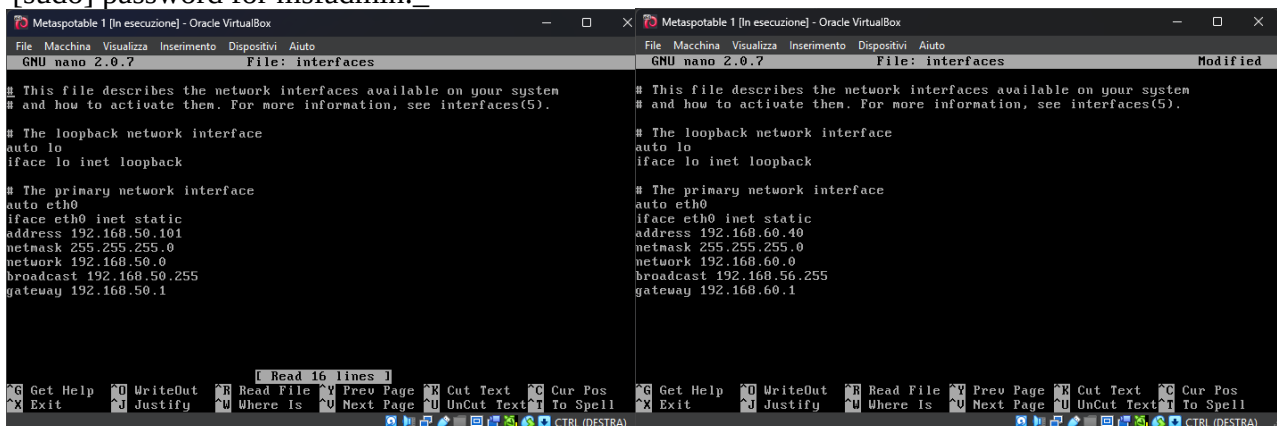 [sudo] password for msfadmin:_
Metaspotable 1 [In esecuzione] - Oracle VirtualBox
File Macchina Visualizza Inserimento Dispositivi Aiuto
GNU nano 2.0.7 File: interfaces
# This file describes the network interfaces available on your system
# and how to activate them. For more information, see interfaces(5).
# The loopback network interface
auto lo
iface lo inet loopback
# The primary network interface
auto eth0
iface eth0 inet static
address 192.168.50.101
netmask 255.255.255.0
network 192.168.50.0
broadcast 192.168.50.255
gateway 192.168.50.1
[ Read 16 lines ]
^G Get Help ^O WriteOut ^R Read File ^Y Prev Page ^K Cut Text ^C Cur Pos
^X Exit ^J Justify ^W Where Is ^V Next Page ^U UnCut Text ^T To Spell
CTRL (DESTRA)
Metaspotable 1 [In esecuzione] - Oracle VirtualBox
File Macchina Visualizza Inserimento Dispositivi Aiuto
GNU nano 2.0.7 File: interfaces Modified
# This file describes the network interfaces available on your system
# and how to activate them. For more information, see interfaces(5).
# The loopback network interface
auto lo
iface lo inet loopback
# The primary network interface
auto eth0
iface eth0 inet static
address 192.168.60.40
netmask 255.255.255.0
network 192.168.60.0
broadcast 192.168.56.255
gateway 192.168.60.1
^G Get Help ^O WriteOut ^R Read File ^Y Prev Page ^K Cut Text ^C Cur Pos
^X Exit ^J Justify ^W Where Is ^V Next Page ^U UnCut Text ^T To Spell
CTRL (DESTRA)